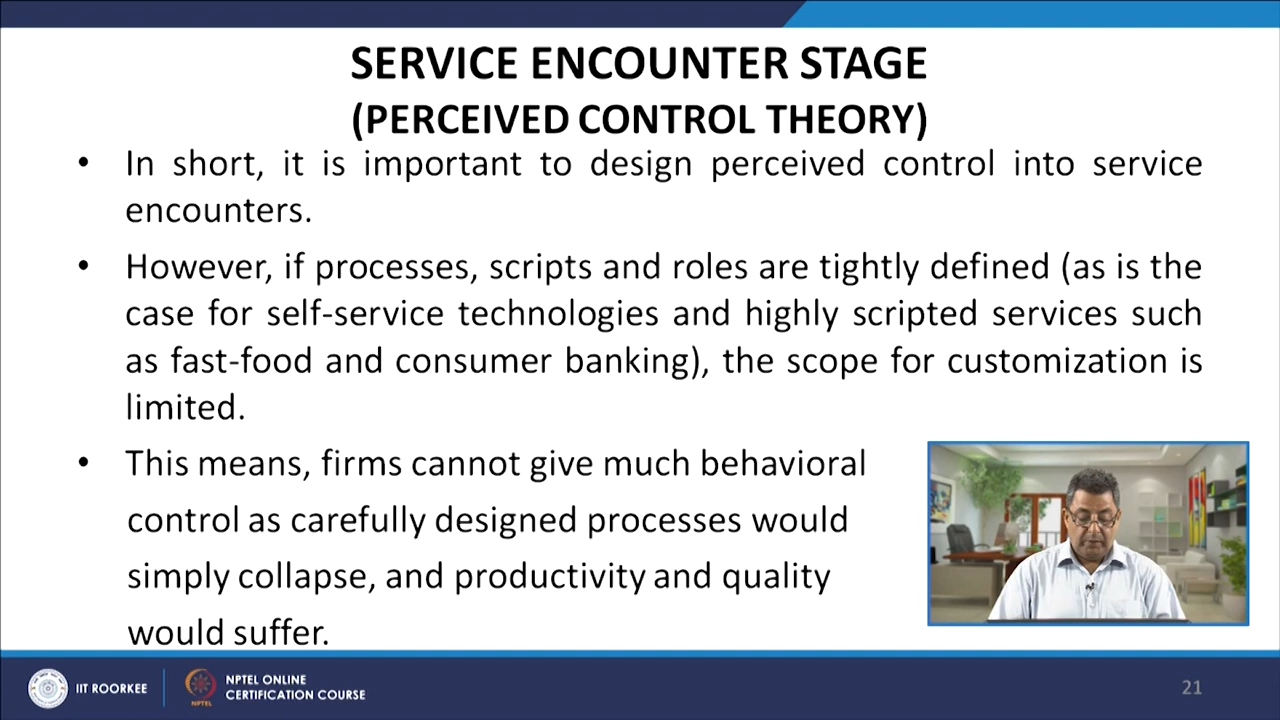 SERVICE ENCOUNTER STAGE
(PERCEIVED CONTROL THEORY)
• In short, it is important to design perceived control into service
encounters.
• However, if processes, scripts and roles are tightly defined (as is the
case for self-service technologies and highly scripted services such
as fast-food and consumer banking), the scope for customization is
limited.
• This means, firms cannot give much behavioral
control as carefully designed processes would
simply collapse, and productivity and quality
would suffer.
IIT ROORKEE
NPTEL
NPTEL ONLINE
CERTIFICATION COURSE
21